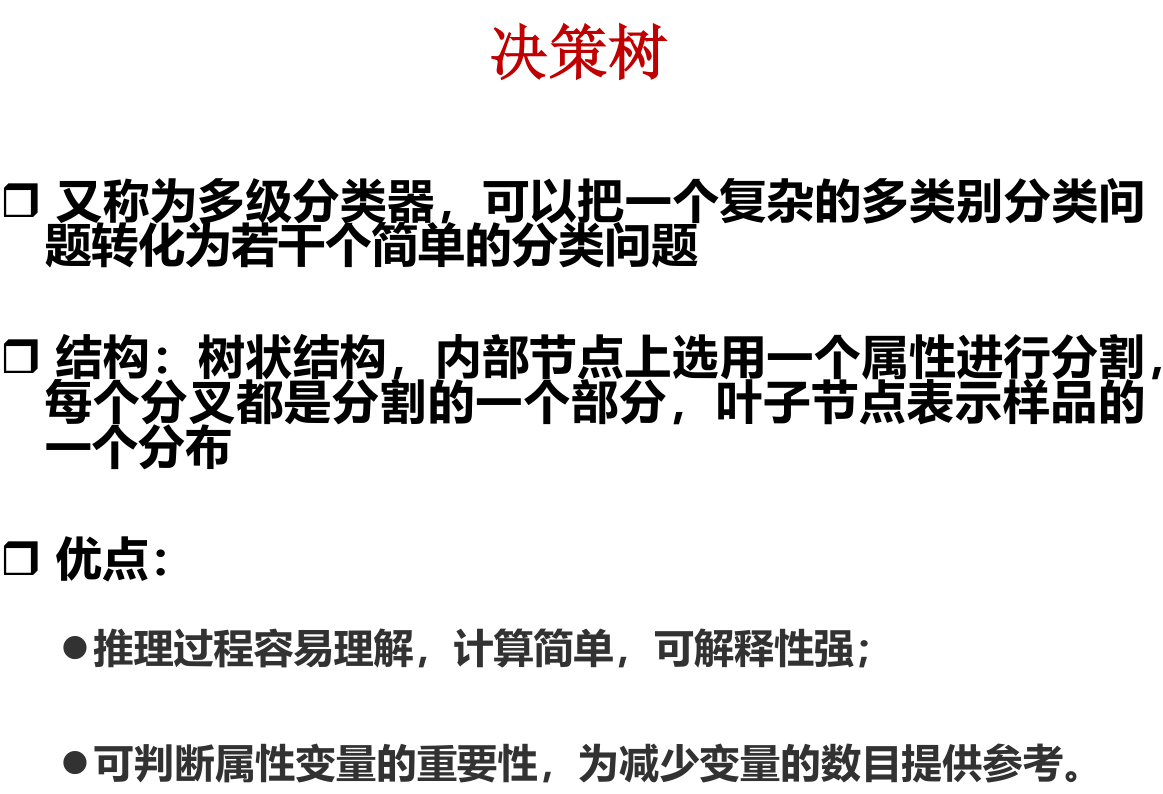 决策树
❒ 又称为多级分类器，可以把一个复杂的多类别分类问
题转化为若干个简单的分类问题
❒ 结构：树状结构，内部节点上选用一个属性进行分割，
每个分叉都是分割的一个部分，叶子节点表示样品的
一个分布
❒ 优点：
●推理过程容易理解，计算简单，可解释性强；
●可判断属性变量的重要性，为减少变量的数目提供参考。